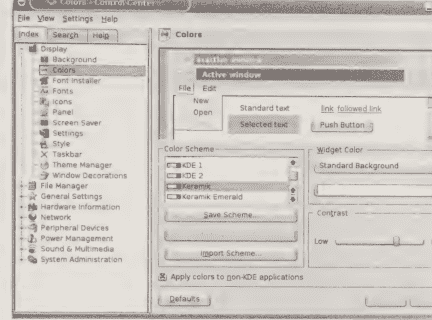 Colors - Control Center
File View Settings Help
Index Search Help
Display
Background
Colors
Font Installer
Fonts
Icons
Panel
Screen Saver
Settings
Style
Taskbar
Theme Manager
Window Decorations
File Manager
General Settings
Hardware Information
Network
Peripheral Devices
Power Management
Sound & Multimedia
System Administration
Colors
Inactive window
Active window
File Edit
New
Open
Standard text
Selected text
link followed link
Push Button
Color Scheme
KDE 1
KDE 2
Keramik
Keramik Emerald
Save Scheme...
Import Scheme...
Widget Color
Standard Background
Contrast
Low
Apply colors to non-KDE applications
Defaults